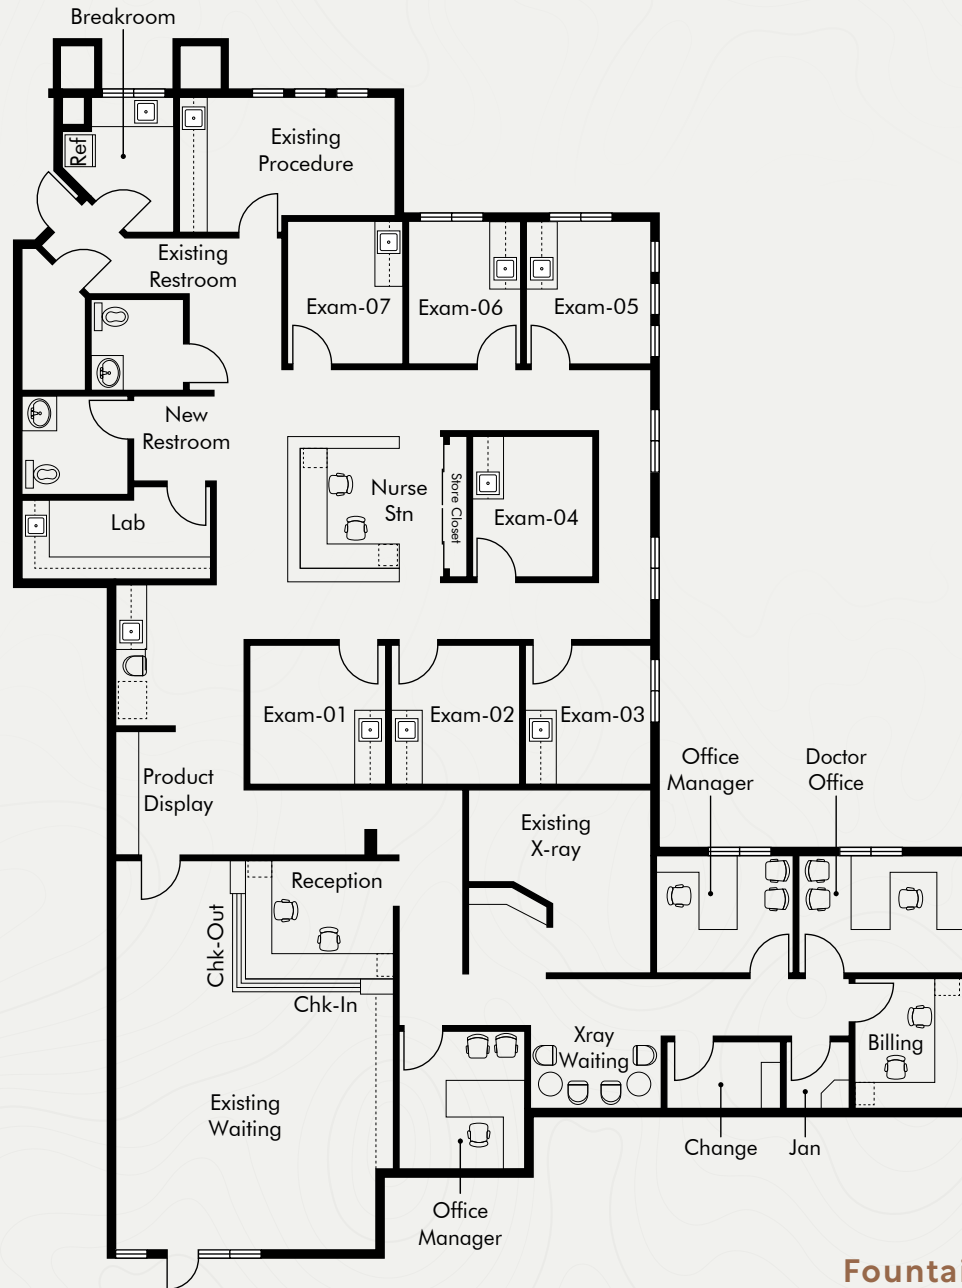 Breakroom
Ref
Existing
Procedure
Existing
Restroom
Exam-07
Exam-06
Exam-05
New
Restroom
Nurse
Stn
Store Closet
Exam-04
Lab
Exam-01
Exam-02
Exam-03
Office
Manager
Doctor
Office
Product
Display
Existing
X-ray
Reception
Chk-Out
Chk-In
Xray
Waiting
Billing
Existing
Waiting
Change
Jan
Office
Manager
Fountai